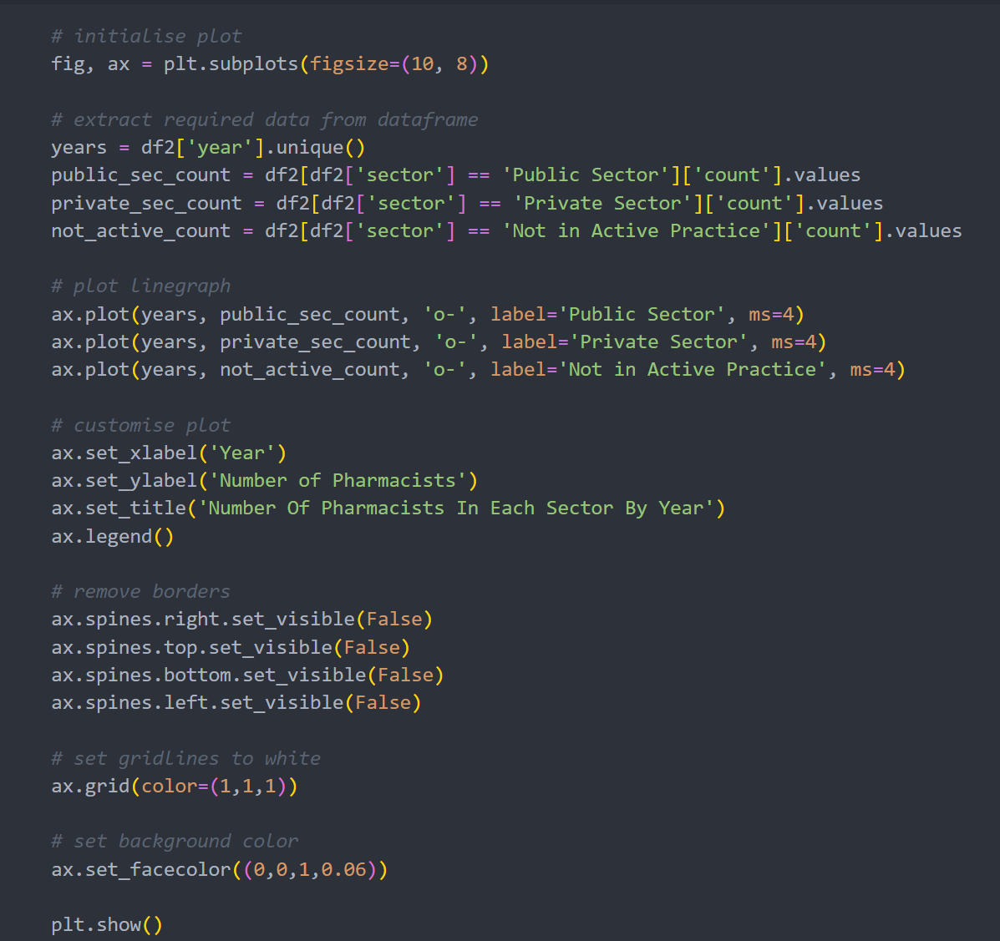 # initialise plot
fig, ax = plt.subplots(figsize=(10, 8))
# extract required data from dataframe
years = df2['year'].unique()
public_sec_count = df2[df2['sector'] == 'Public Sector']['count'].values
private_sec_count = df2[df2['sector'] == 'Private Sector']['count'].values
not_active_count = df2[df2['sector'] == 'Not in Active Practice']['count'].values
# plot linegraph
ax.plot(years, public_sec_count, 'o-', label='Public Sector', ms=4)
ax.plot(years, private_sec_count, 'o-', label='Private Sector', ms=4)
ax.plot(years, not_active_count, 'o-', label='Not in Active Practice', ms=4)
# customise plot
ax.set_xlabel('Year')
ax.set_ylabel('Number of Pharmacists')
ax.set_title('Number Of Pharmacists In Each Sector By Year')
ax.legend()
# remove borders
ax.spines.right.set_visible(False)
ax.spines.top.set_visible(False)
ax.spines.bottom.set_visible(False)
ax.spines.left.set_visible(False)
# set gridlines to white
ax.grid(color=(1,1,1))
# set background color
ax.set_facecolor((0,0,1,0.06))
plt.show()